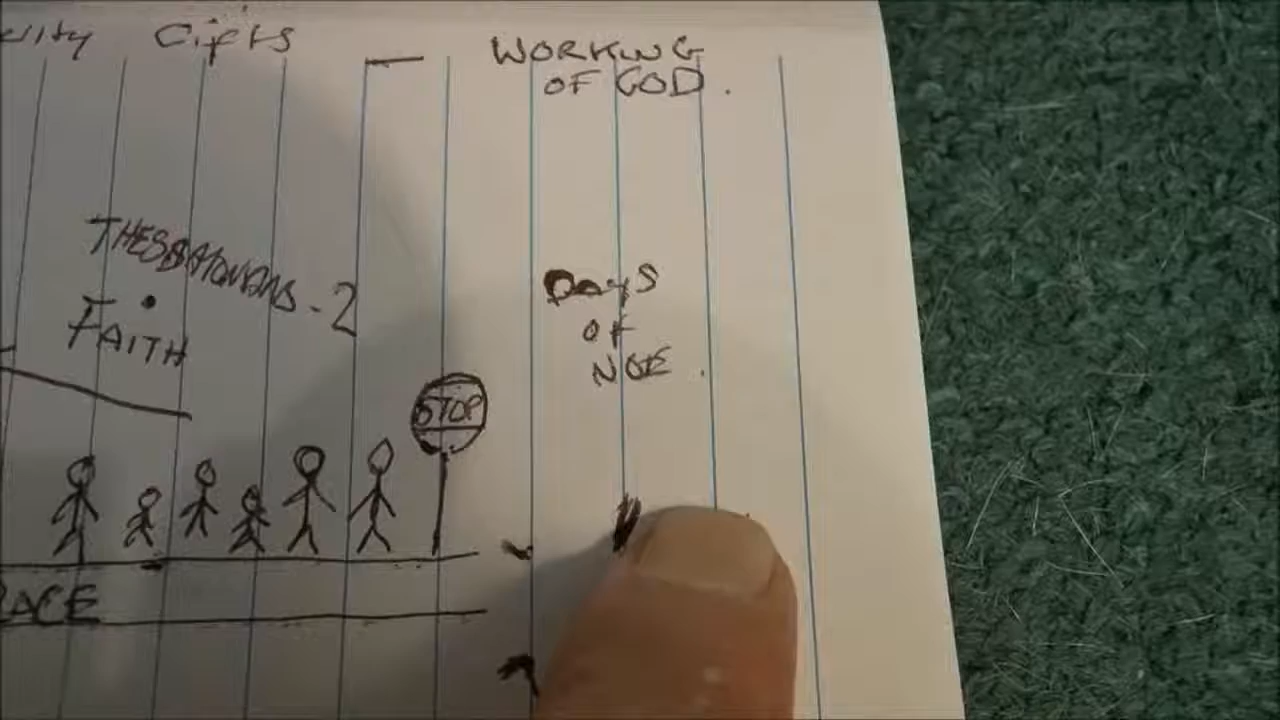 Gifts
WORKING
OF GOD.
THESSALONIANS - 2
FAITH
Days
OF
NOE.
STOP